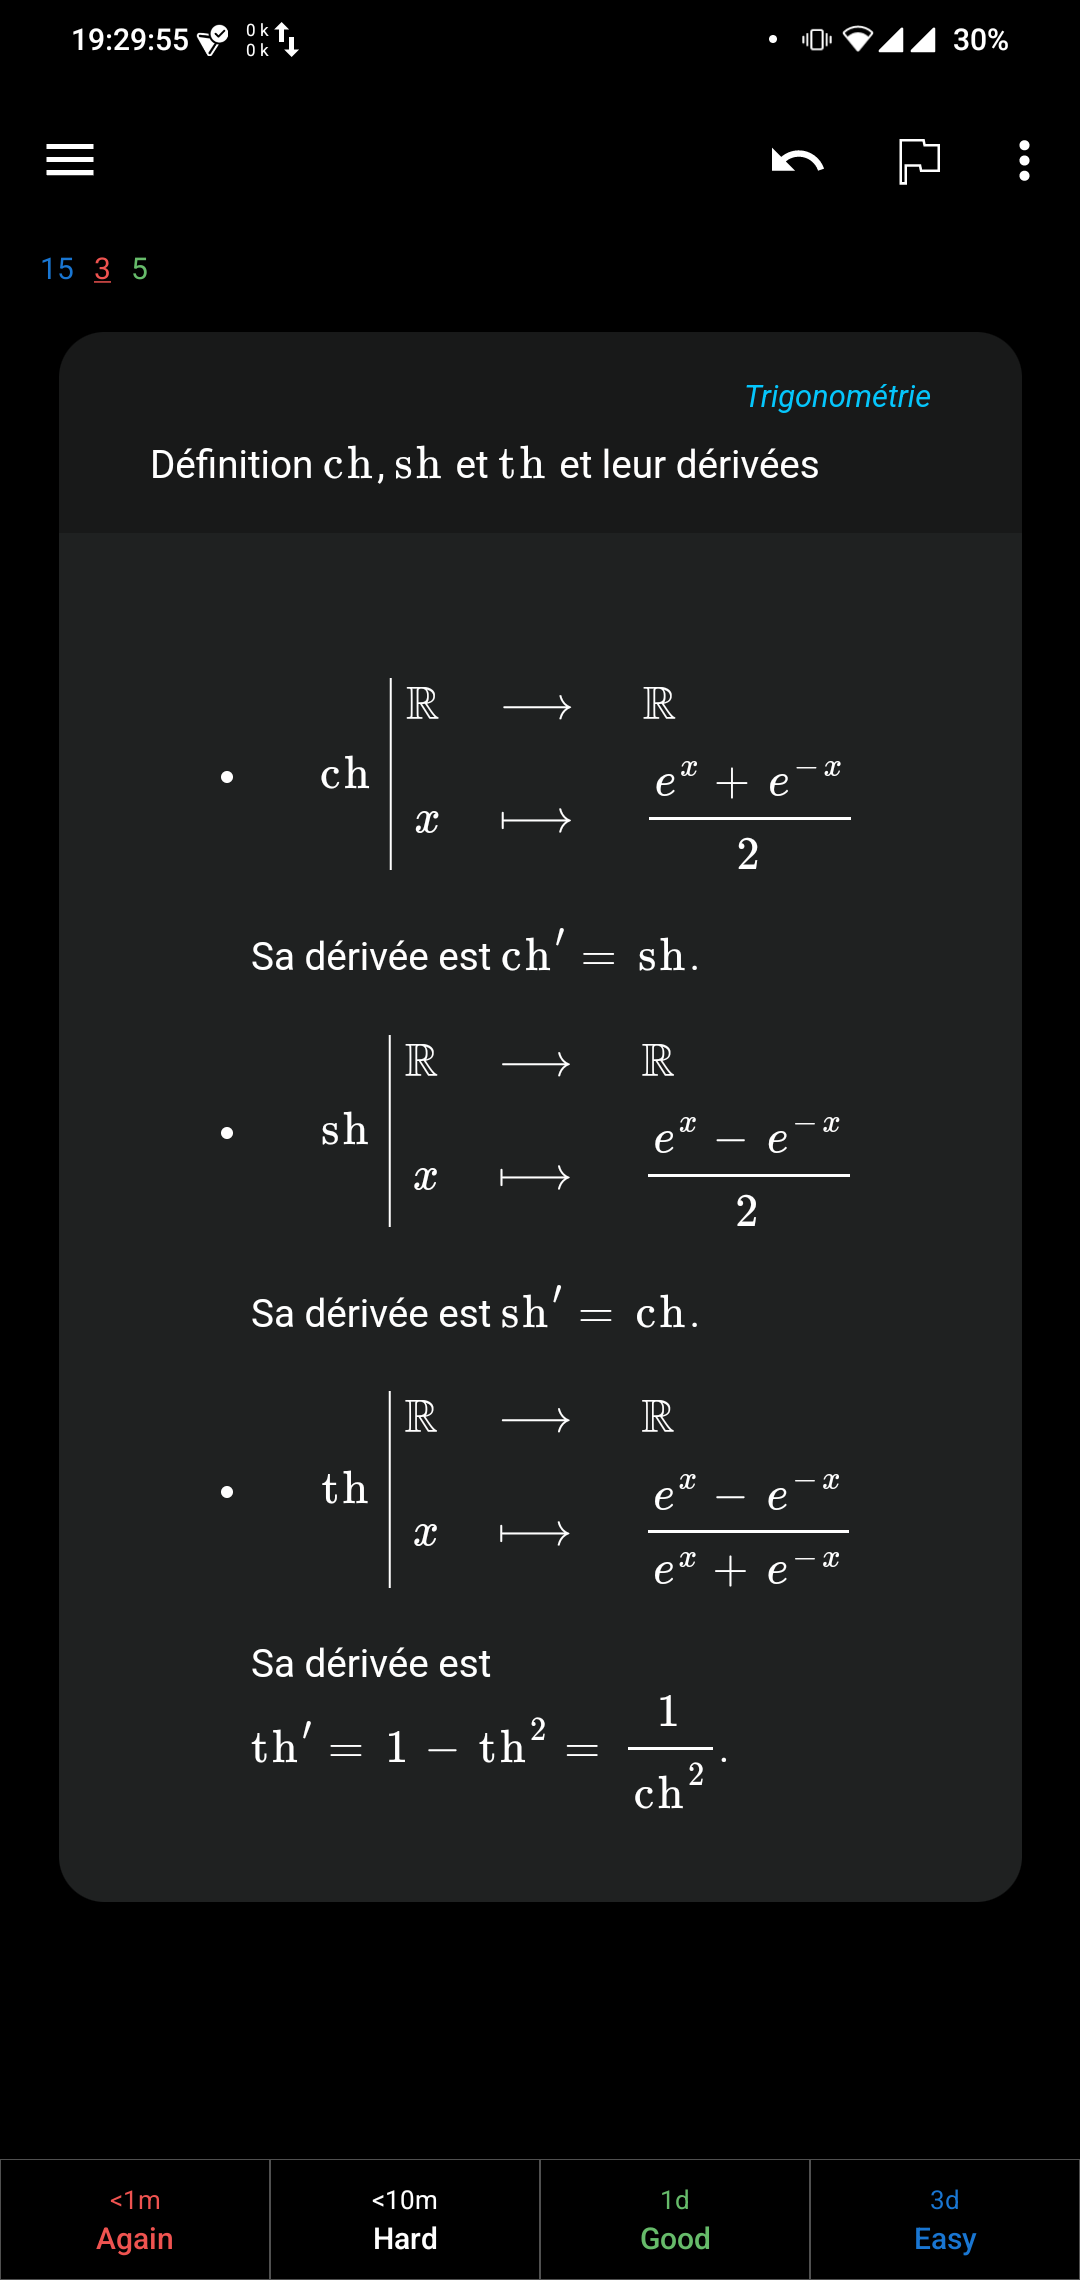 19:29:55 0 k 0 k 30%
15 3 5
Trigonométrie
Définition ch, sh et th et leur dérivées
ℝ ⟶ ℝ
• ch
x ⟼ (e^x + e^{−x})/2
Sa dérivée est ch′ = sh.
ℝ ⟶ ℝ
• sh
x ⟼ (e^x − e^{−x})/2
Sa dérivée est sh′ = ch.
ℝ ⟶ ℝ
• th
x ⟼ (e^x − e^{−x})/(e^x + e^{−x})
Sa dérivée est
th′ = 1 − th² = 1/ch².
<1m <10m 1d 3d
Again Hard Good Easy